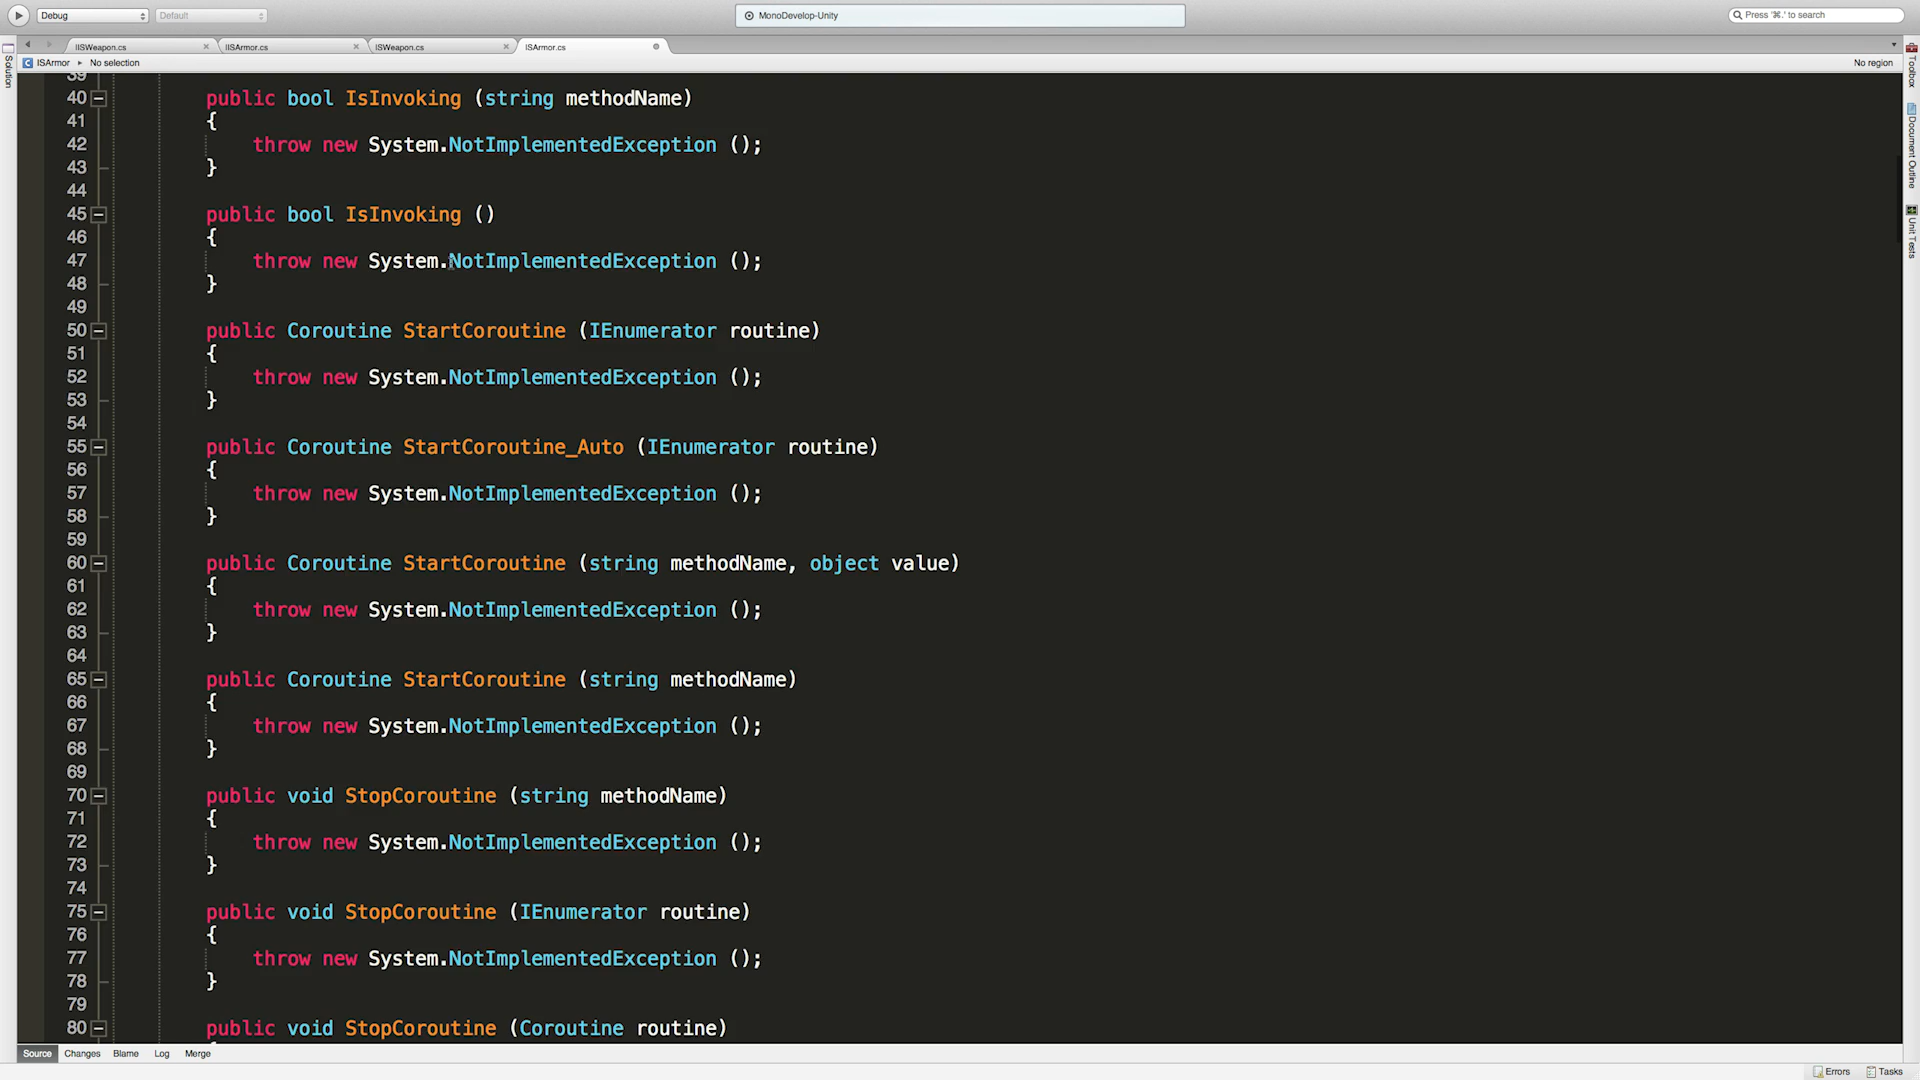 Debug
Default
MonoDevelop-Unity
Press '⌘.' to search
IISWeapon.cs
IISArmor.cs
ISWeapon.cs
ISArmor.cs
ISArmor
No selection
No region
Solution
Toolbox
Document Outline
Unit Tests
39
40 public bool IsInvoking (string methodName)
41 {
42 throw new System.NotImplementedException ();
43 }
44
45 public bool IsInvoking ()
46 {
47 throw new System.NotImplementedException ();
48 }
49
50 public Coroutine StartCoroutine (IEnumerator routine)
51 {
52 throw new System.NotImplementedException ();
53 }
54
55 public Coroutine StartCoroutine_Auto (IEnumerator routine)
56 {
57 throw new System.NotImplementedException ();
58 }
59
60 public Coroutine StartCoroutine (string methodName, object value)
61 {
62 throw new System.NotImplementedException ();
63 }
64
65 public Coroutine StartCoroutine (string methodName)
66 {
67 throw new System.NotImplementedException ();
68 }
69
70 public void StopCoroutine (string methodName)
71 {
72 throw new System.NotImplementedException ();
73 }
74
75 public void StopCoroutine (IEnumerator routine)
76 {
77 throw new System.NotImplementedException ();
78 }
79
80 public void StopCoroutine (Coroutine routine)
Source Changes Blame Log Merge
Errors Tasks